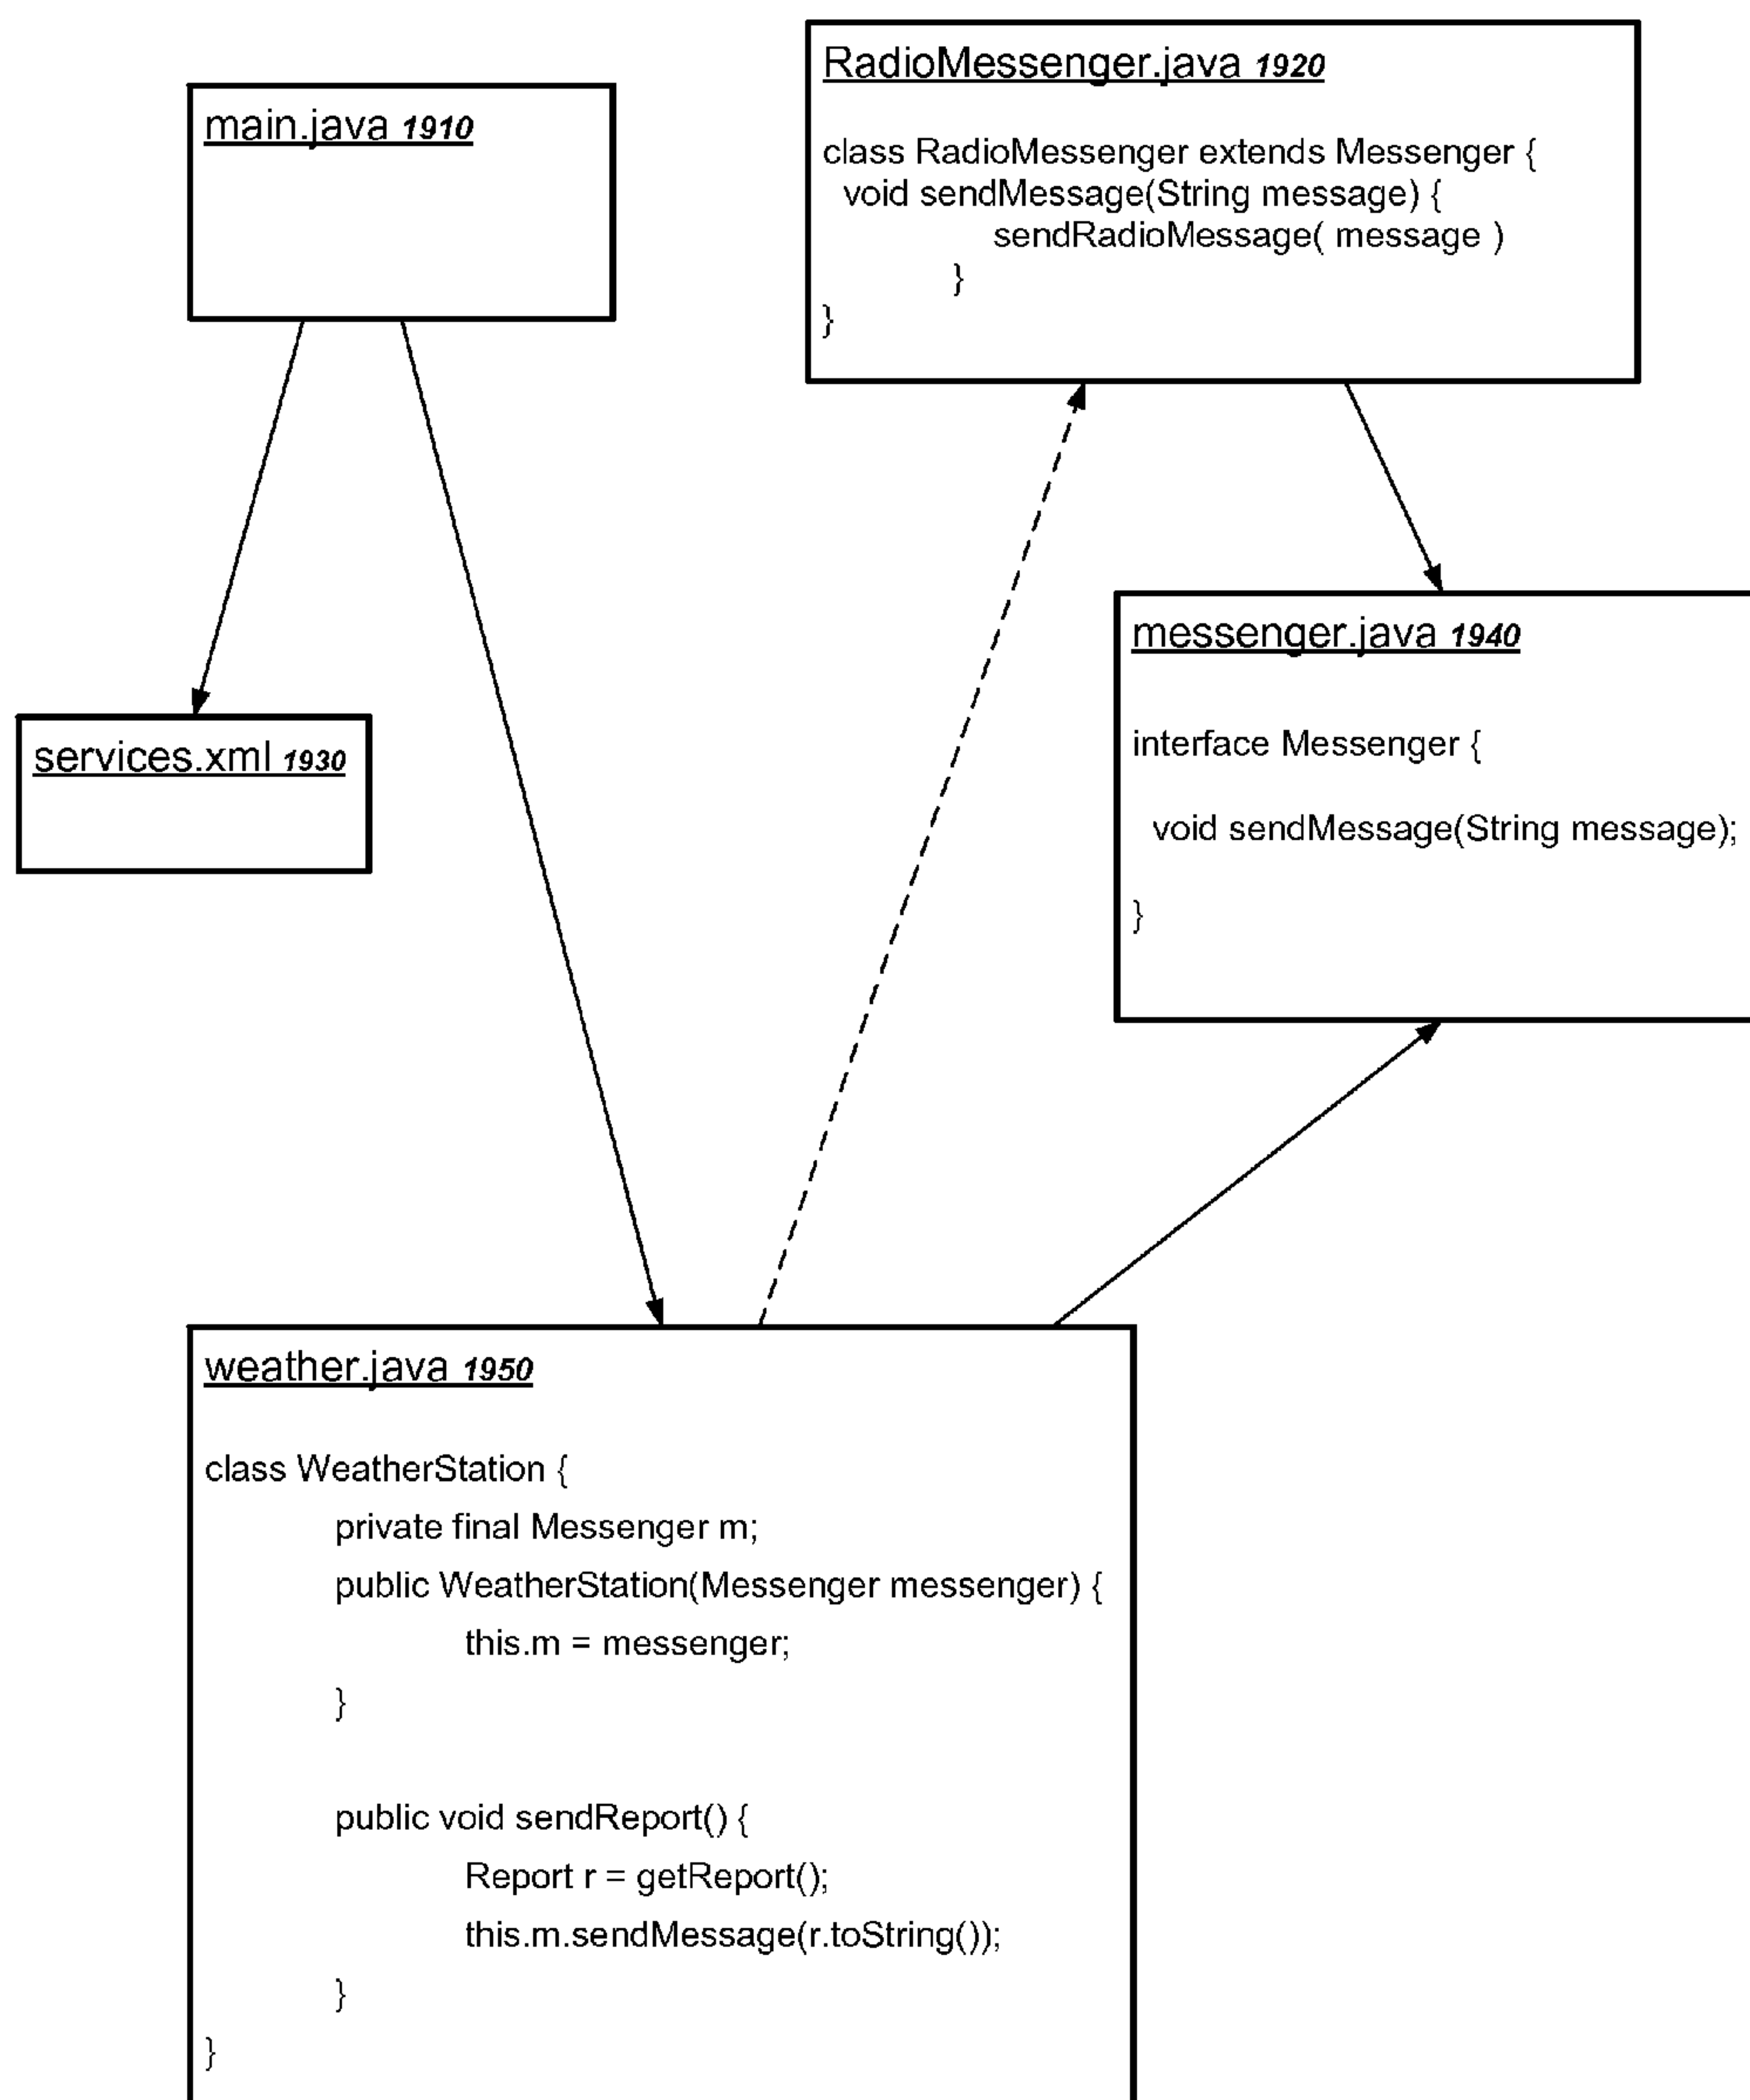 main.java 1910
RadioMessenger.java 1920
class RadioMessenger extends Messenger {
void sendMessage(String message) {
sendRadioMessage( message )
}
}
services.xml 1930
messenger.java 1940
interface Messenger {
void sendMessage(String message);
}
weather.java 1950
class WeatherStation {
private final Messenger m;
public WeatherStation(Messenger messenger) {
this.m = messenger;
}
public void sendReport() {
Report r = getReport();
this.m.sendMessage(r.toString());
}
}